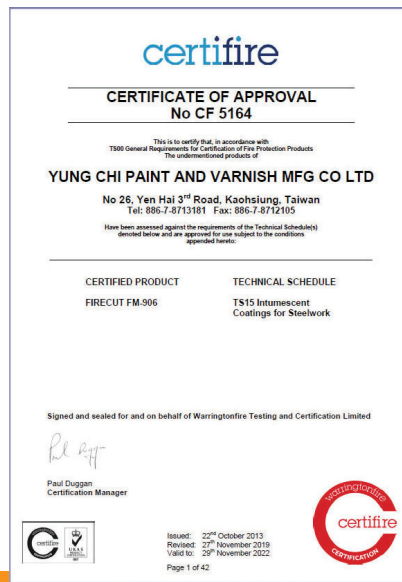 certifire
CERTIFICATE OF APPROVAL
No CF 5164
This is to certify that, in accordance with
TS00 General Requirements for Certification of Fire Protection Products
The undermentioned products of
YUNG CHI PAINT AND VARNISH MFG CO LTD
No 26, Yen Hai 3rd Road, Kaohsiung, Taiwan
Tel: 886-7-8713181 Fax: 886-7-8712105
Have been assessed against the requirements of the Technical Schedule(s)
denoted below and are approved for use subject to the conditions
appended hereto:
CERTIFIED PRODUCT
TECHNICAL SCHEDULE
FIRECUT FM-906
TS15 Intumescent
Coatings for Steelwork
Signed and sealed for and on behalf of Warringtonfire Testing and Certification Limited
Paul Duggan
Certification Manager
certifire
UKAS
Issued: 22nd October 2013
Revised: 27th November 2019
Valid to: 29th November 2022
Page 1 of 42
warringtonfire
certifire
CERTIFICATION